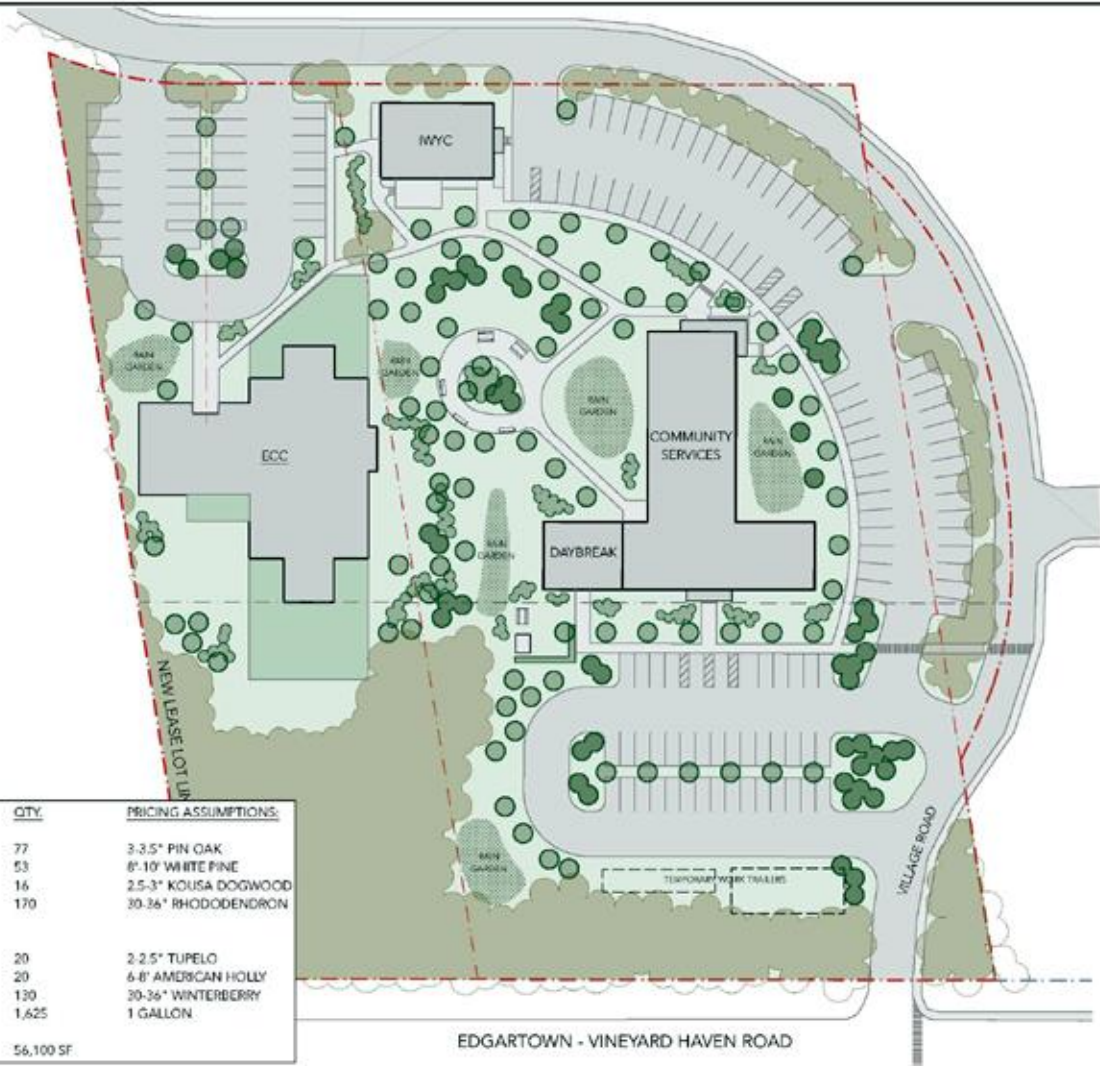 IWYC
RAIN
GARDEN
RAIN
GARDEN
RAIN
GARDEN
COMMUNITY
SERVICES
RAIN
GARDEN
ECC
RAIN
GARDEN
DAYBREAK
NEW LEASE LOT LIN
RAIN
GARDEN
TEMPORARY WORK TRAILERS
VILLAGE ROAD
QTY. PRICING ASSUMPTIONS:
77 3-3.5" PIN OAK
53 8'-10' WHITE PINE
16 2.5-3" KOUSA DOGWOOD
170 30-36" RHODODENDRON
20 2-2.5" TUPELO
20 6-8' AMERICAN HOLLY
130 30-36" WINTERBERRY
1,625 1 GALLON
56,100 SF
EDGARTOWN - VINEYARD HAVEN ROAD